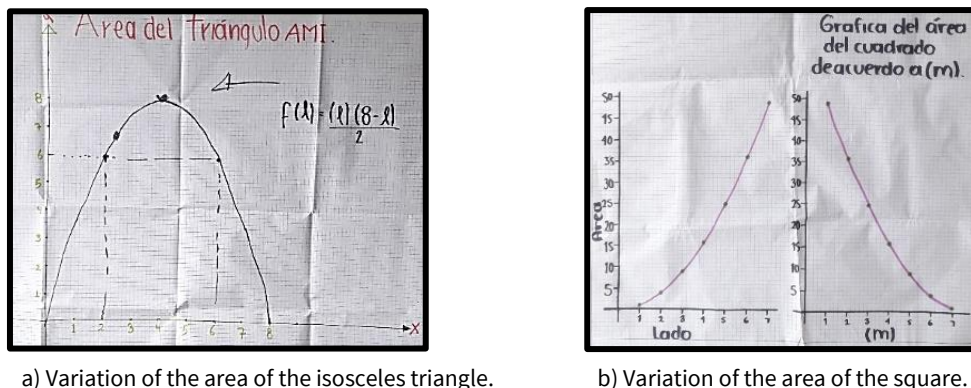 Area del triángulo AMI.
f(l) = (l)(8-l)
2
8
7
6
5
4
3
2
1
1 2 3 4 5 6 7 8 X
Grafica del área
del cuadrado
deacuerdo a (m).
50
45
40
35
30
25
20
15
10
5
Area
1 2 3 4 5 6 7
lado
50
45
40
35
30
25
20
15
10
5
1 2 3 4 5 6 7
(m)
a) Variation of the area of the isosceles triangle.
b) Variation of the area of the square.